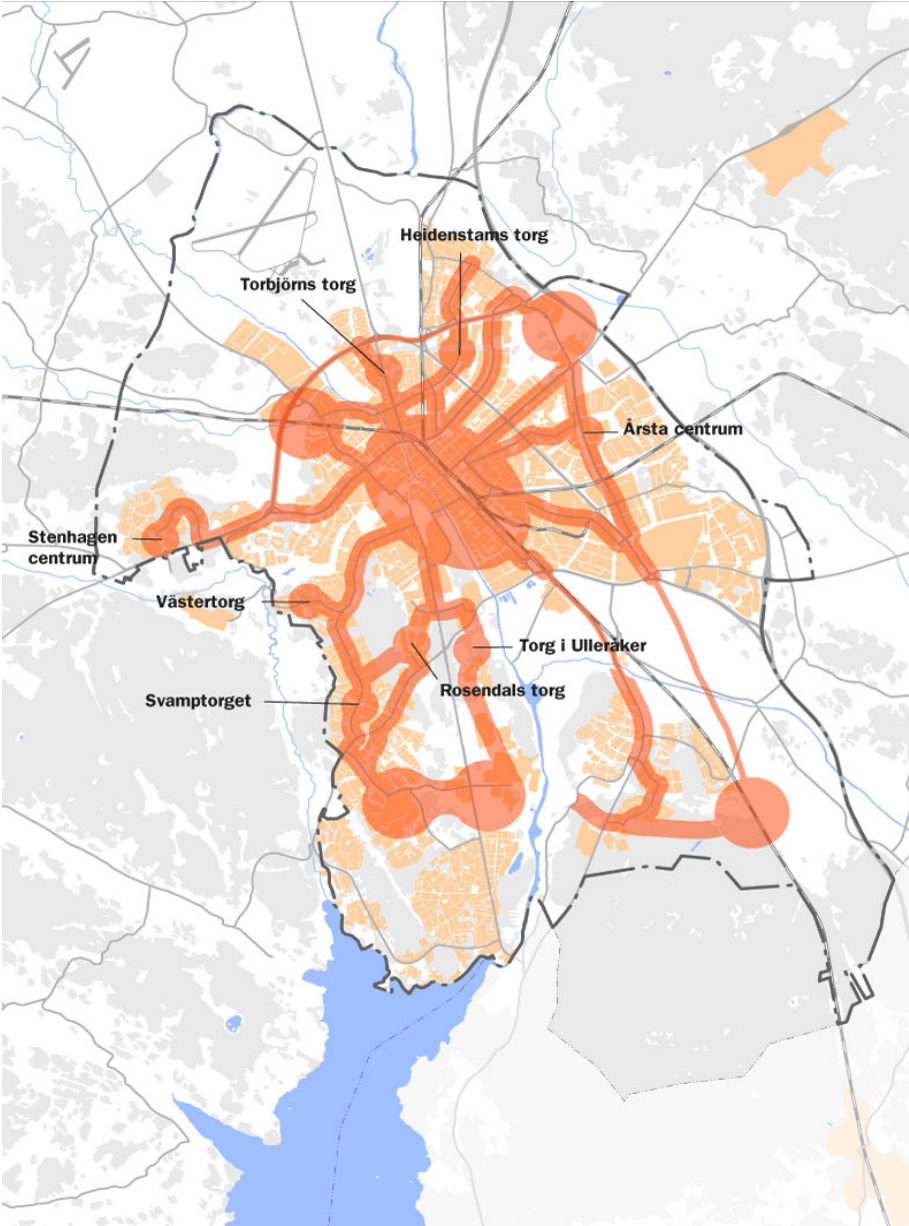 Heidenstams torg
Torbjörns torg
Årsta centrum
Stenhagen
centrum
Västertorg
Torg i Ulleråker
Rosendals torg
Svamptorget